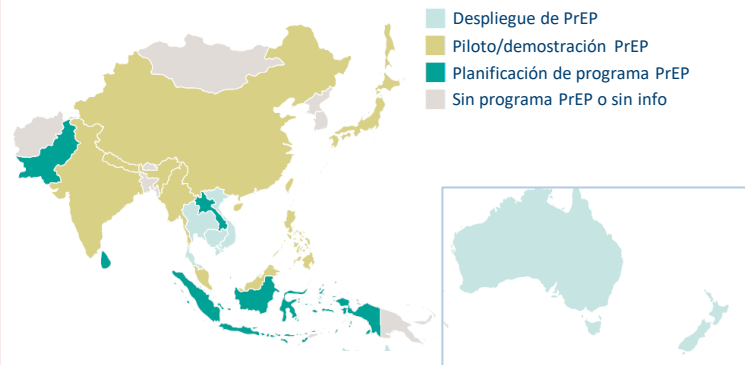 Despliegue de PrEP
Piloto/demostración PrEP
Planificación de programa PrEP
Sin programa PrEP o sin info